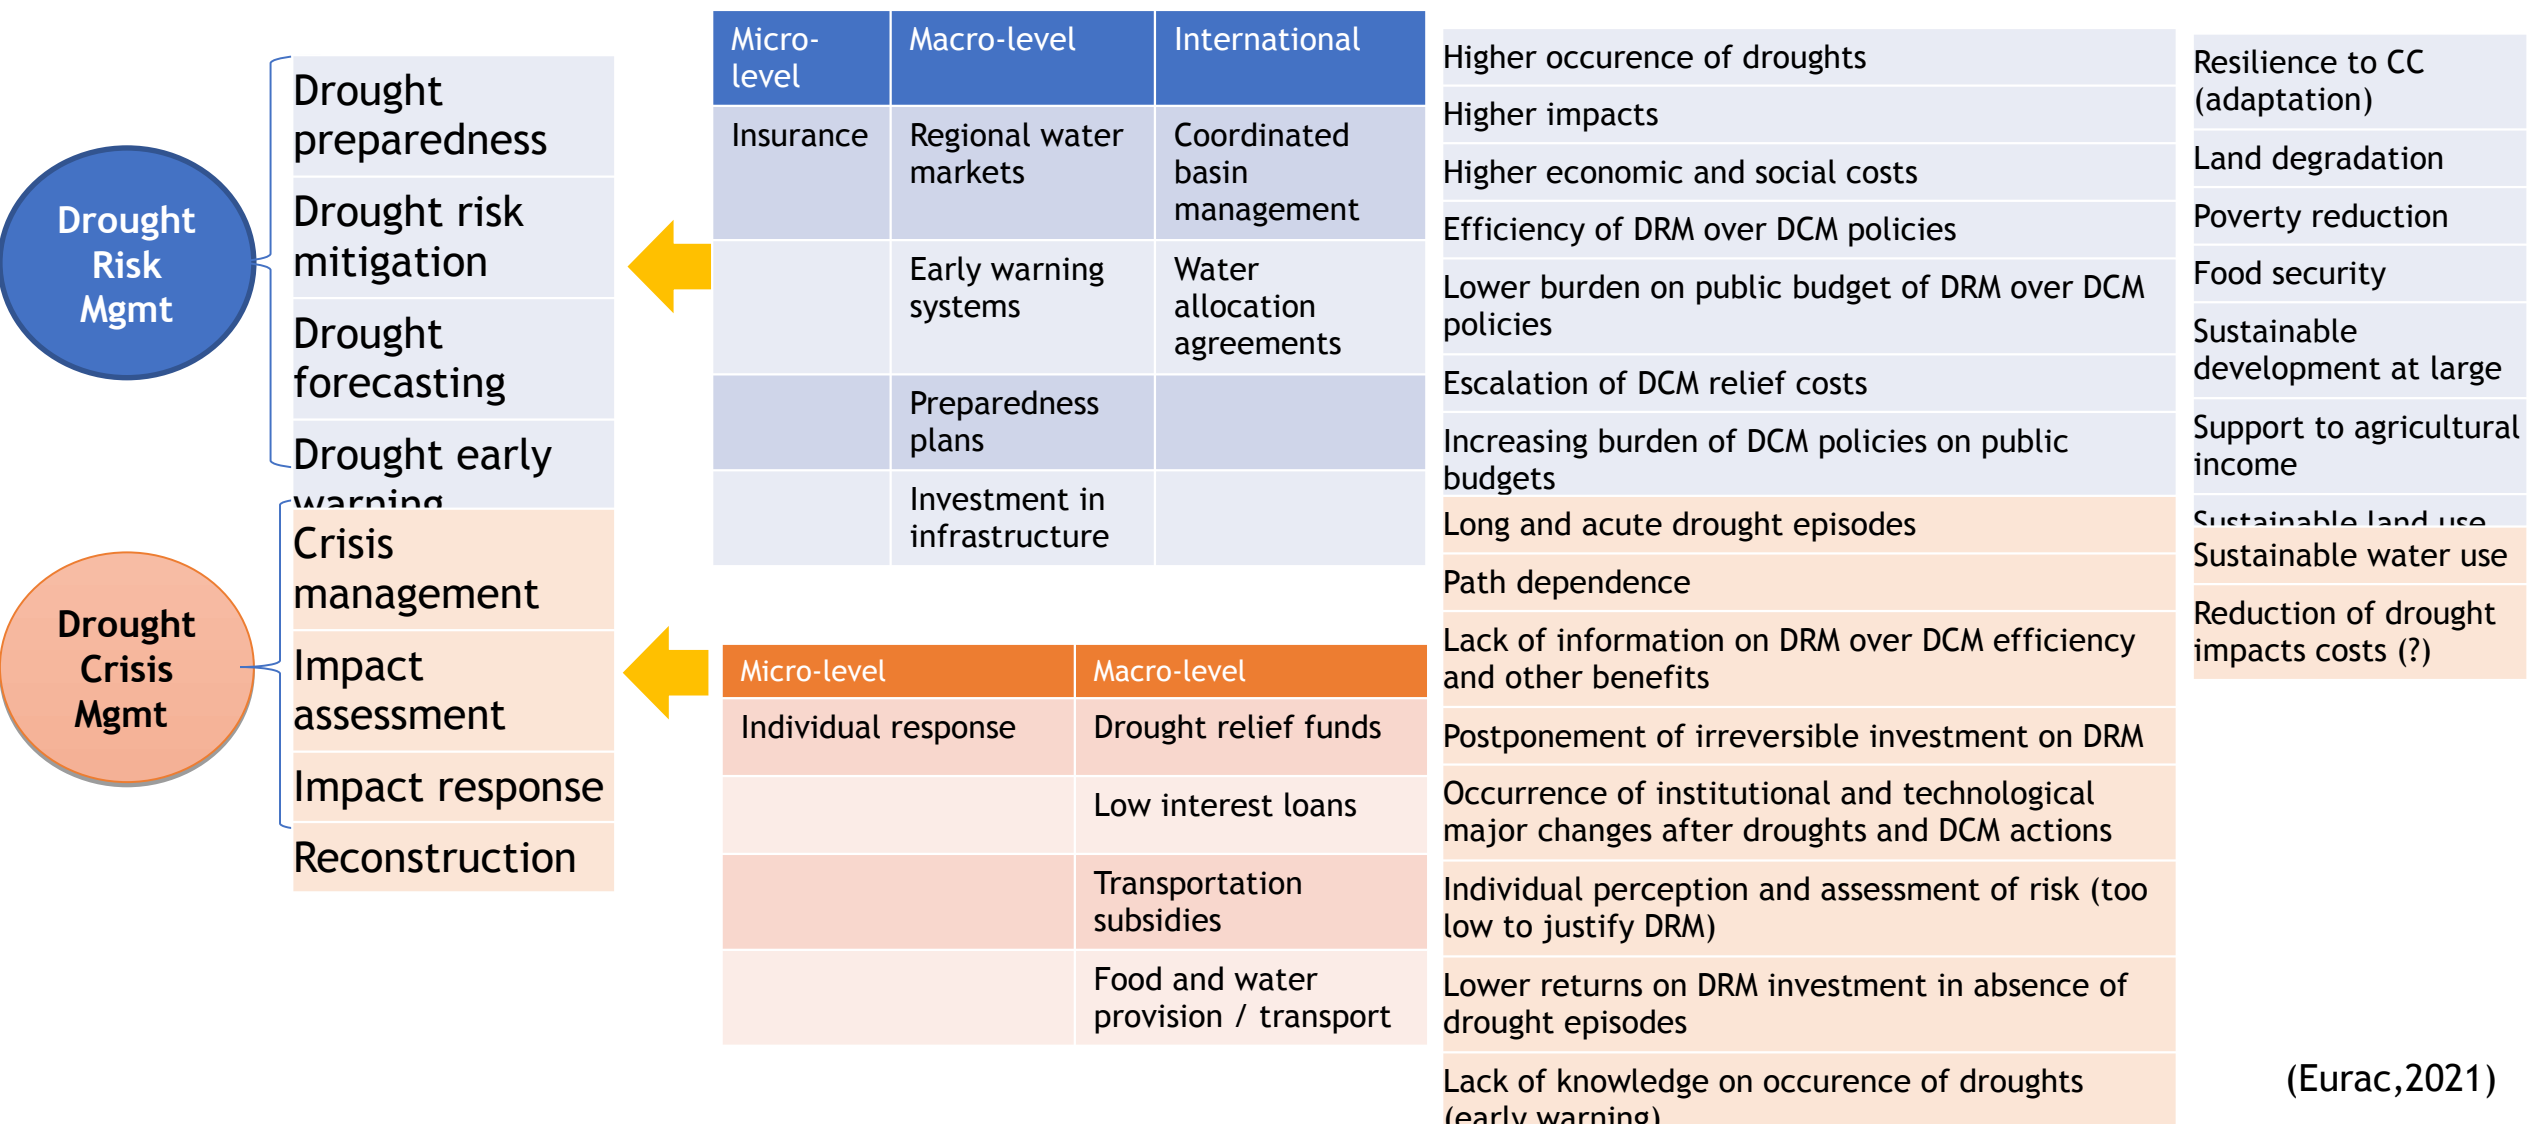 Drought
Risk
Mgmt
Drought
preparedness
Drought risk
mitigation
Drought
forecasting
Drought early
warning
Drought
Crisis
Mgmt
Crisis
management
Impact
assessment
Impact response
Reconstruction
Micro-
level
Macro-level
International
Insurance
Regional water
markets
Coordinated
basin
management
Early warning
systems
Water
allocation
agreements
Preparedness
plans
Investment in
infrastructure
Micro-level
Macro-level
Individual response
Drought relief funds
Low interest loans
Transportation
subsidies
Food and water
provision / transport
Higher occurence of droughts
Higher impacts
Higher economic and social costs
Efficiency of DRM over DCM policies
Lower burden on public budget of DRM over DCM
policies
Escalation of DCM relief costs
Increasing burden of DCM policies on public
budgets
Long and acute drought episodes
Path dependence
Lack of information on DRM over DCM efficiency
and other benefits
Postponement of irreversible investment on DRM
Occurrence of institutional and technological
major changes after droughts and DCM actions
Individual perception and assessment of risk (too
low to justify DRM)
Lower returns on DRM investment in absence of
drought episodes
Lack of knowledge on occurence of droughts
(early warning)
Resilience to CC
(adaptation)
Land degradation
Poverty reduction
Food security
Sustainable
development at large
Support to agricultural
income
Sustainable land use
Sustainable water use
Reduction of drought
impacts costs (?)
(Eurac,2021)